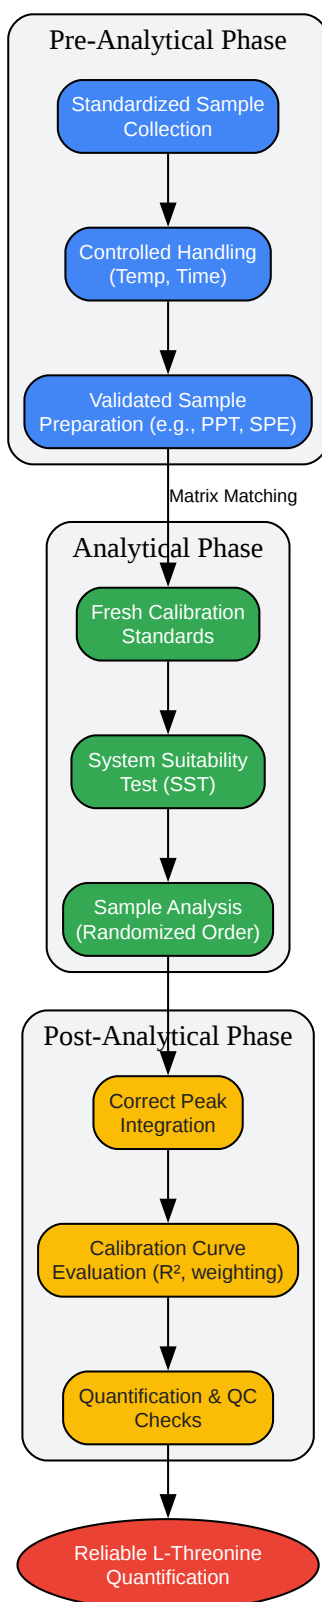 Pre-Analytical Phase
Standardized Sample
Collection
Controlled Handling
(Temp, Time)
Validated Sample
Preparation (e.g., PPT, SPE)
Matrix Matching
Analytical Phase
Fresh Calibration
Standards
System Suitability
Test (SST)
Sample Analysis
(Randomized Order)
Post-Analytical Phase
Correct Peak
Integration
Calibration Curve
Evaluation (R², weighting)
Quantification & QC
Checks
Reliable L-Threonine
Quantification